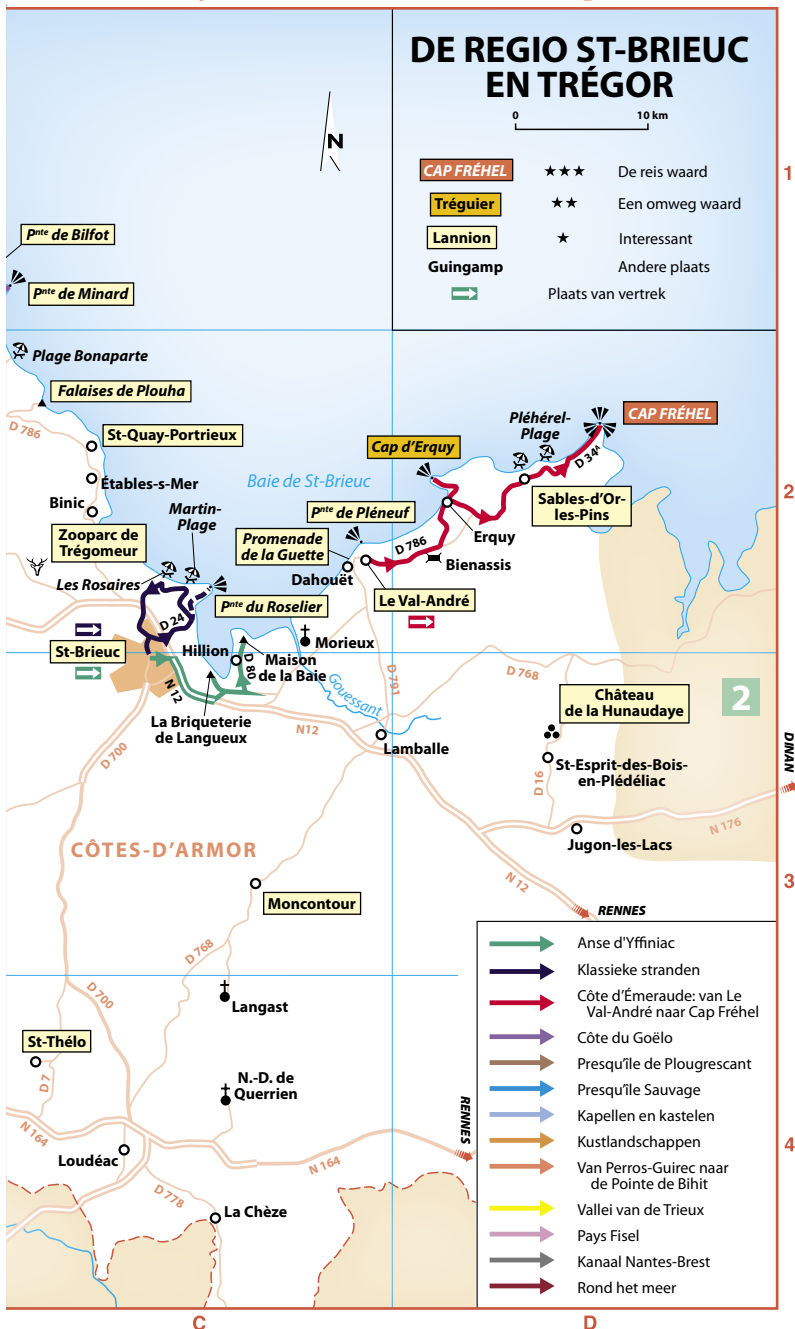 DE REGIO ST-BRIEUC
EN TRÉGOR
0 10 km
N
CAP FRÉHEL ★★★ De reis waard
Tréguier ★★ Een omweg waard
Lannion ★ Interessant
Guingamp Andere plaats
Plaats van vertrek
1
Pnte de Bilfot
Pnte de Minard
Plage Bonaparte
Falaises de Plouha
D 786
St-Quay-Portrieux
Étables-s-Mer
Binic
Martin-
Plage
Zooparc de
Trégomeur
Les Rosaires
D 24
Pnte du Roselier
Baie de St-Brieuc
Cap d'Erquy
Pléhérel-
Plage
CAP FRÉHEL
D 34A
Sables-d'Or-
les-Pins
2
Pnte de Pléneuf
Promenade
de la Guette
Dahouët
D 786
Erquy
Bienassis
Le Val-André
Morieux
St-Brieuc
Hillion
D 80
Maison
de la Baie
N 12
La Briqueterie
de Langueux
Gouessant
D 791
D 768
N12
Lamballe
Château
de la Hunaudaye
2
St-Esprit-des-Bois-
en-Plédéliac
D 16
DINAN
N 176
Jugon-les-Lacs
D 700
CÔTES-D'ARMOR
N 12
RENNES
3
Moncontour
D 768
D 700
Langast
St-Thélo
D 7
N.-D. de
Querrien
N 164
Loudéac
N 164
RENNES
D 778
La Chèze
4
Anse d'Yffiniac
Klassieke stranden
Côte d'Émeraude: van Le
Val-André naar Cap Fréhel
Côte du Goëlo
Presqu'île de Plougrescant
Presqu'île Sauvage
Kapellen en kastelen
Kustlandschappen
Van Perros-Guirec naar
de Pointe de Bihit
Vallei van de Trieux
Pays Fisel
Kanaal Nantes-Brest
Rond het meer
C
D